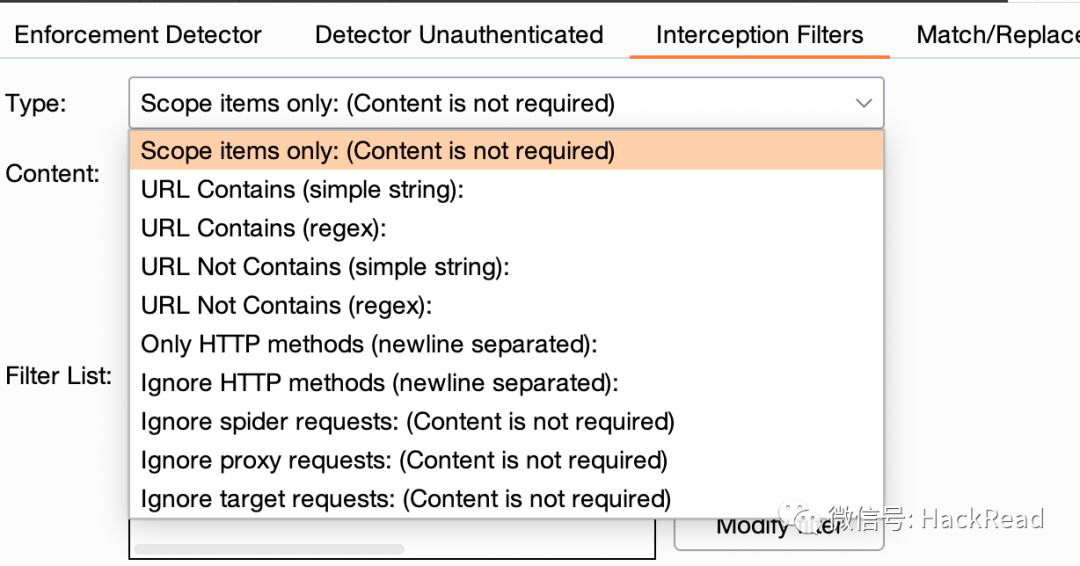 Enforcement Detector Detector Unauthenticated Interception Filters Match/Replace
Type: Scope items only: (Content is not required)
Scope items only: (Content is not required)
Content:
URL Contains (simple string):
URL Contains (regex):
URL Not Contains (simple string):
URL Not Contains (regex):
Only HTTP methods (newline separated):
Filter List:
Ignore HTTP methods (newline separated):
Ignore spider requests: (Content is not required)
Ignore proxy requests: (Content is not required)
Ignore target requests: (Content is not required)
Modify
微信号: HackRead